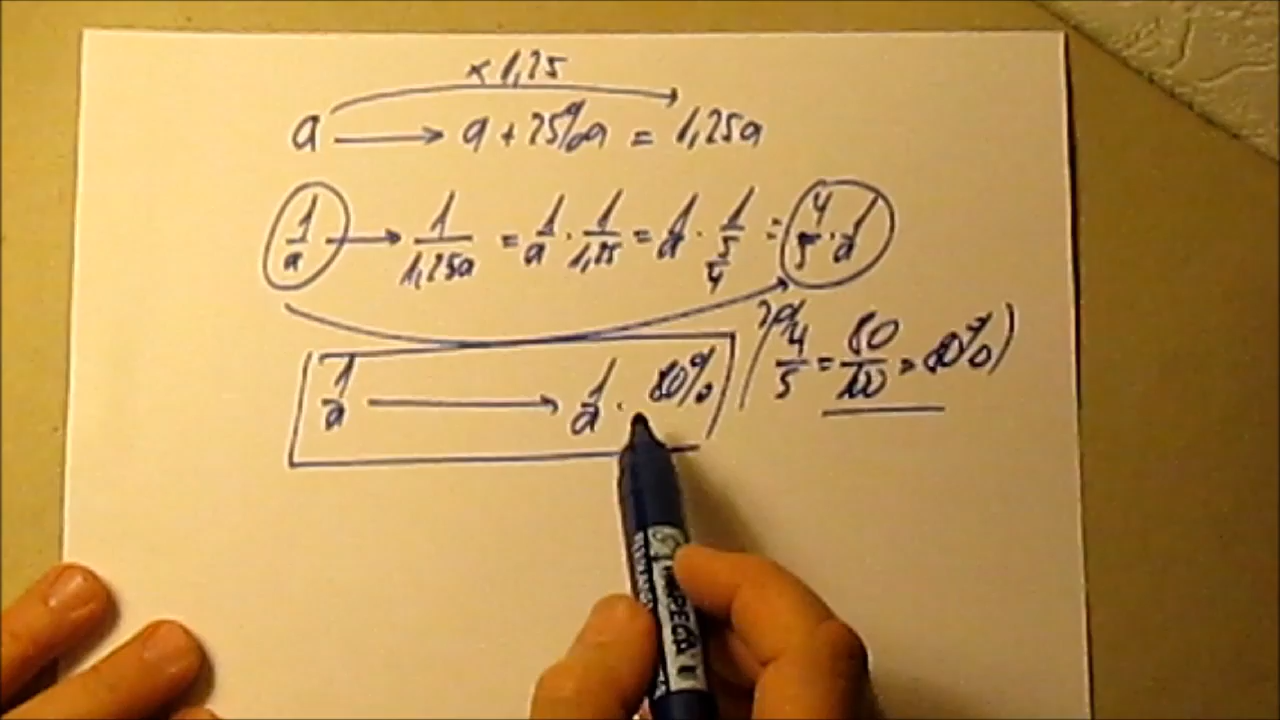 × 1,25
a → a + 25% a = 1,25a
1/a → 1/1,25a = 1/a · 1/1,25 = 1/a · 1/(5/4) = 4/5 · 1/a
(4/5 = 80/100 = 80%)
1/a → 1/a · 80%